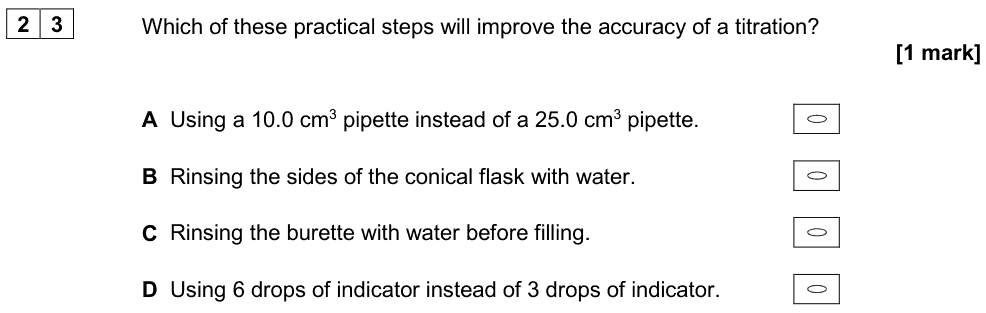 2 3 Which of these practical steps will improve the accuracy of a titration?
[1 mark]
A Using a 10.0 cm³ pipette instead of a 25.0 cm³ pipette.
B Rinsing the sides of the conical flask with water.
C Rinsing the burette with water before filling.
D Using 6 drops of indicator instead of 3 drops of indicator.